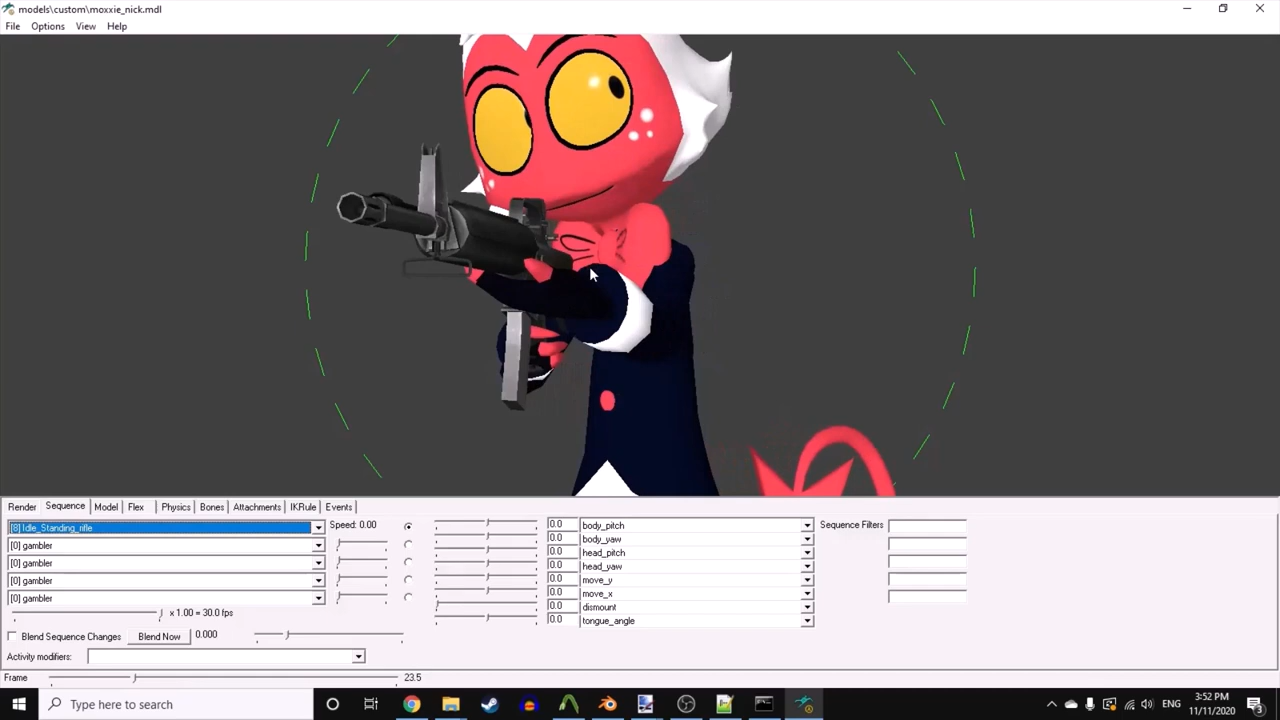 models\custom\moxxie_nick.mdl
File Options View Help
Render Sequence Model Flex Physics Bones Attachments IKRule Events
[8] Idle_Standing_rifle Speed: 0.00 0.0 body_pitch Sequence Filters
[0] gambler 0.0 body_yaw
0.0 head_pitch
[0] gambler 0.0 head_yaw
[0] gambler 0.0 move_y
0.0 move_x
[0] gambler 0.0 dismount
x 1.00 = 30.0 fps 0.0 tongue_angle
Blend Sequence Changes Blend Now 0.000
Activity modifiers:
Frame 23.5
Type here to search ENG 3:52 PM
11/11/2020
3